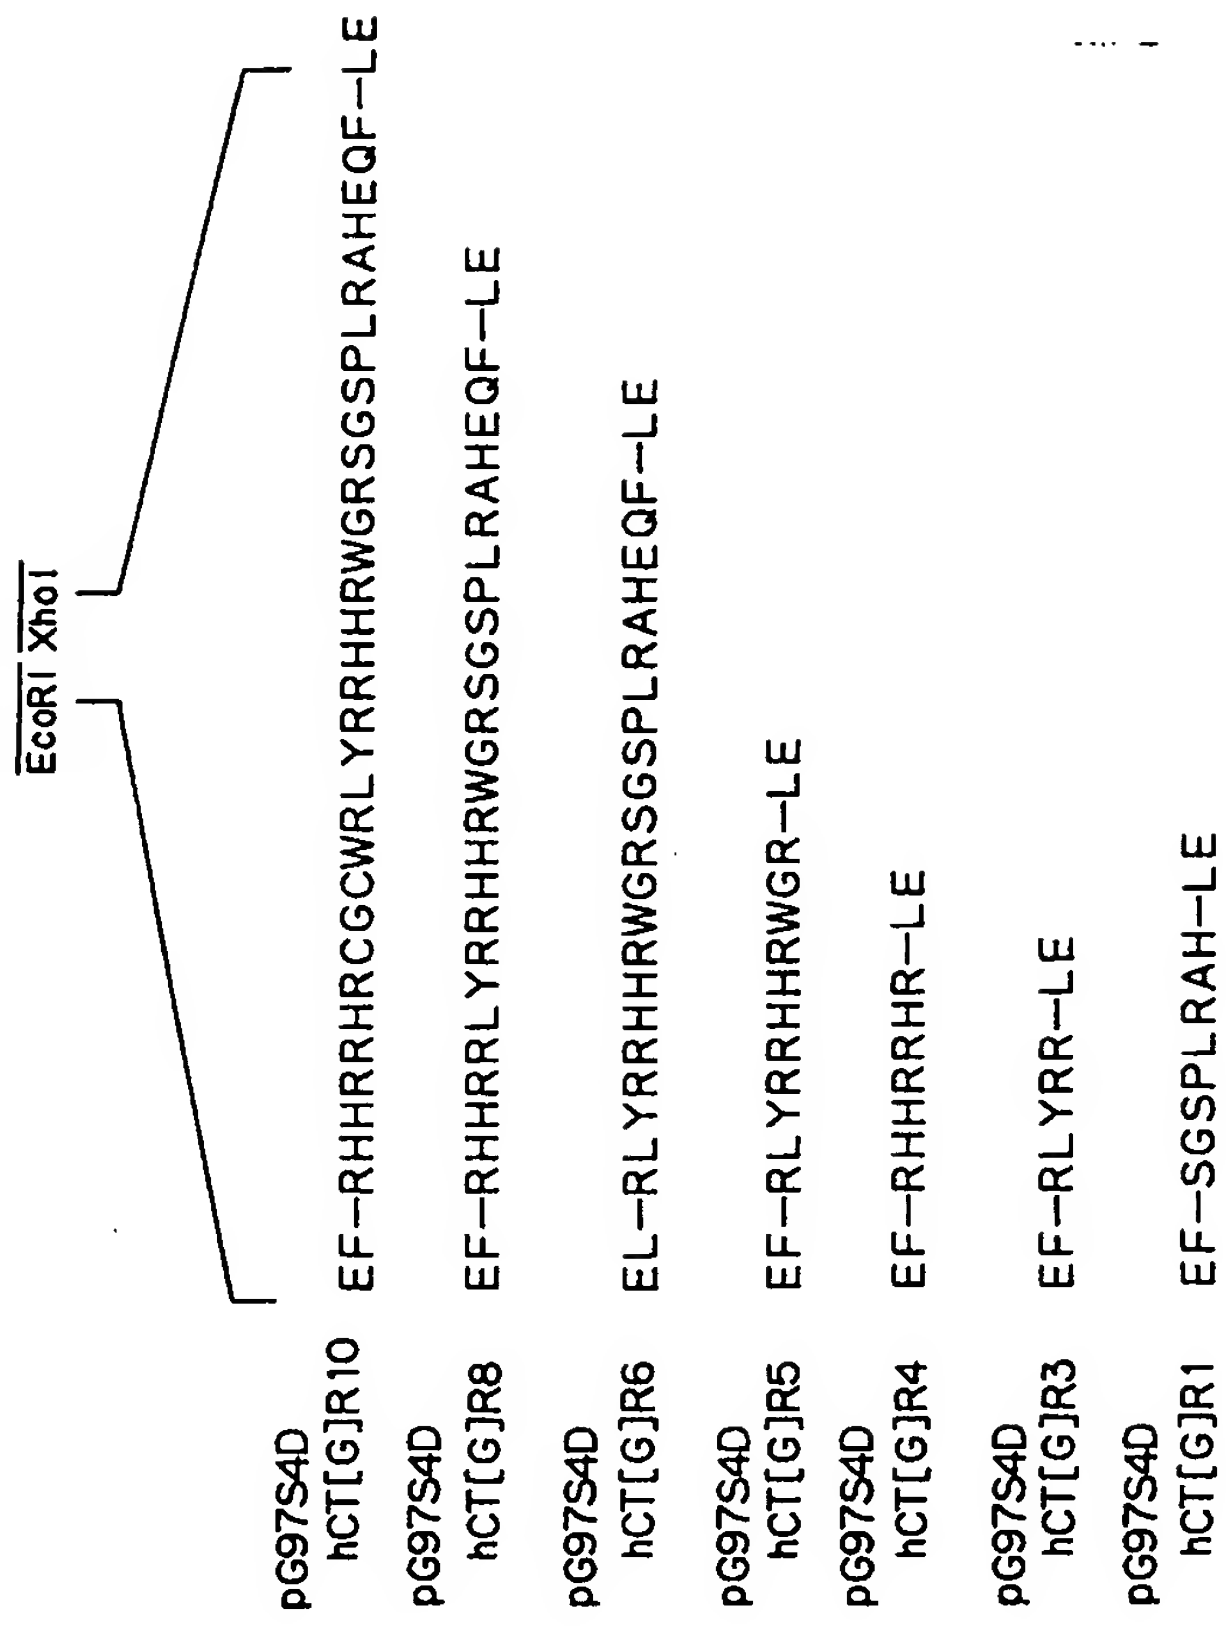 EcoRI XhoI
pG97S4D
hCT[G]R10 EF—RHHRRHRCGCWRLYRRHHRWGRSGSPLRAHEQF—LE
pG97S4D
hCT[G]R8 EF—RHHRRLYRRHHRWGRSGSPLRAHEQF—LE
pG97S4D
hCT[G]R6 EL—RLYRRHHRWGRSGSPLRAHEQF—LE
pG97S4D
hCT[G]R5 EF—RLYRRHHRWGR—LE
pG97S4D
hCT[G]R4 EF—RHHRRHR—LE
pG97S4D
hCT[G]R3 EF—RLYRR—LE
pG97S4D
hCT[G]R1 EF—SGSPLRAH—LE